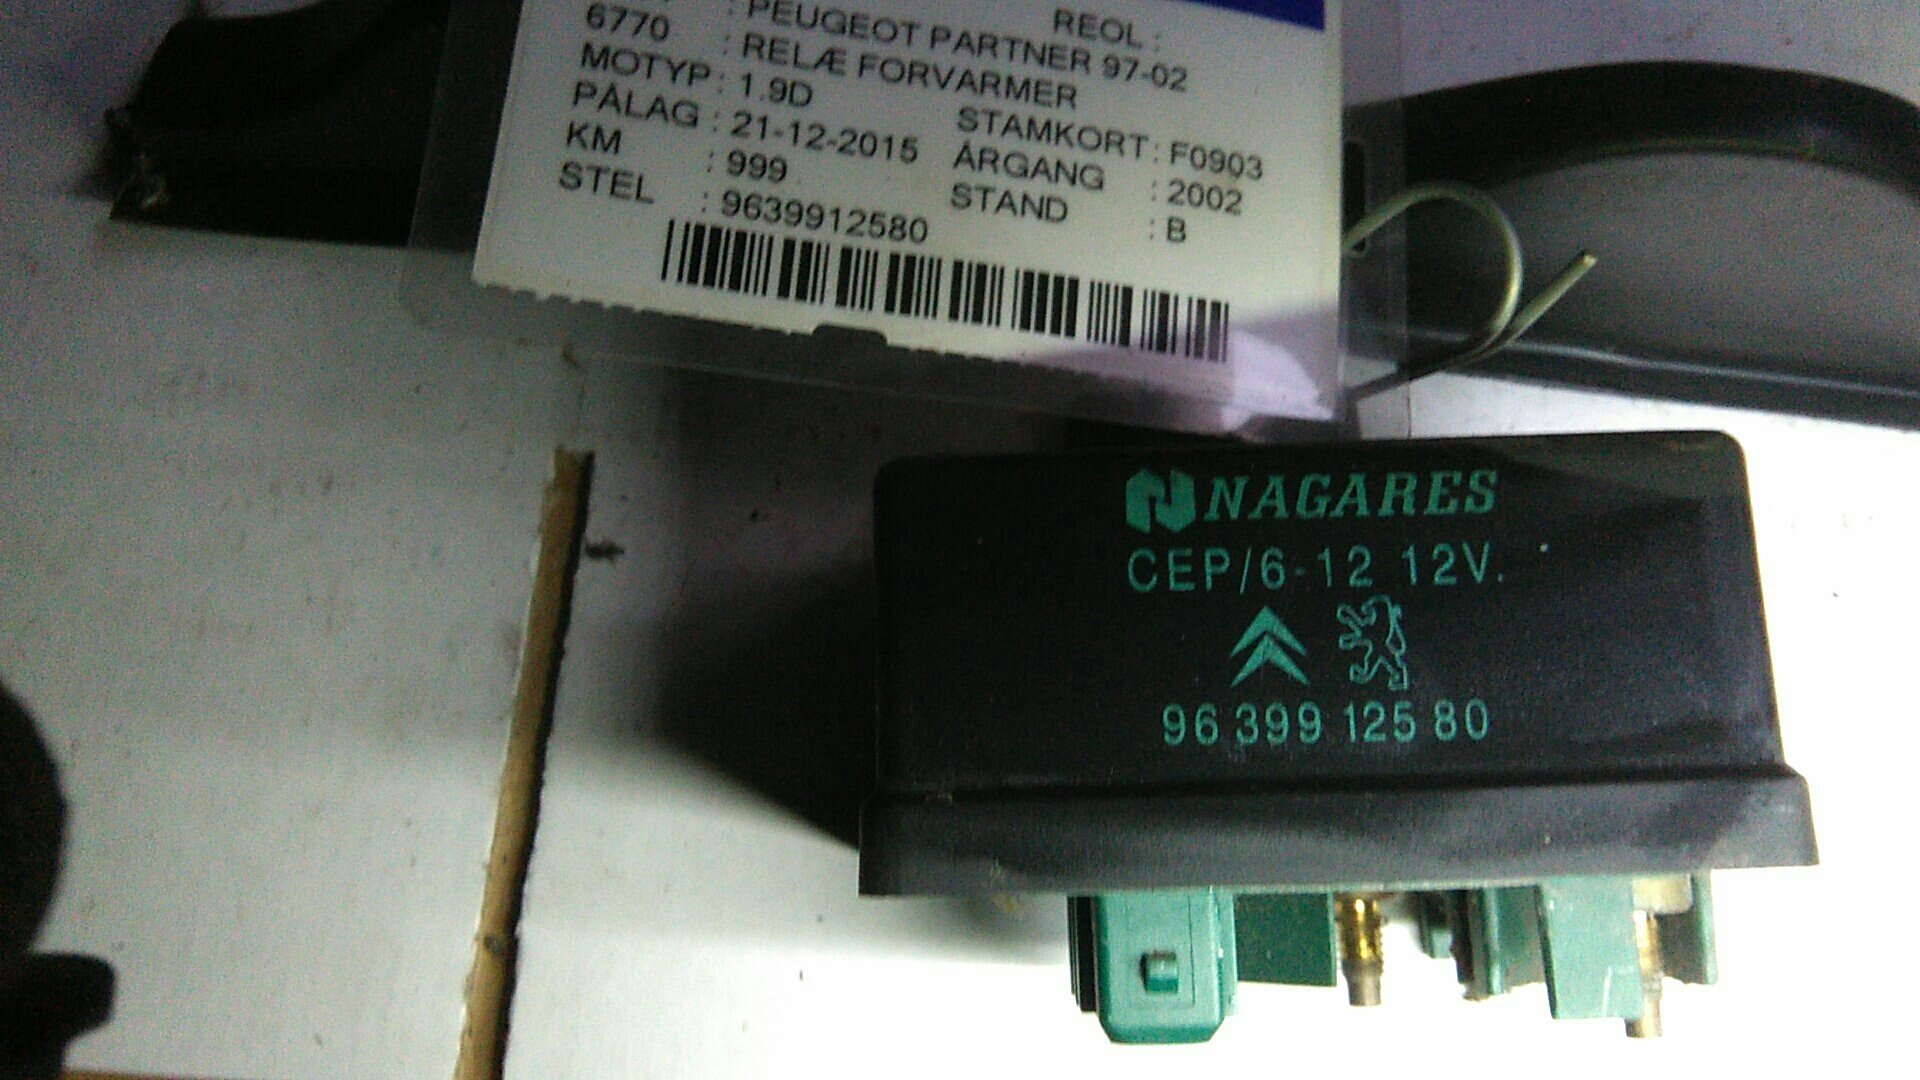 : PEUGEOT PARTNER 97-02 REOL :
6770 : RELÆ FORVARMER
MOTYP : 1.9D STAMKORT : F0903
PÅLAG : 21-12-2015 ÅRGANG : 2002
KM : 999 STAND : B
STEL : 9639912580
NAGARES
CEP/6-12 12V.
96 399 125 80